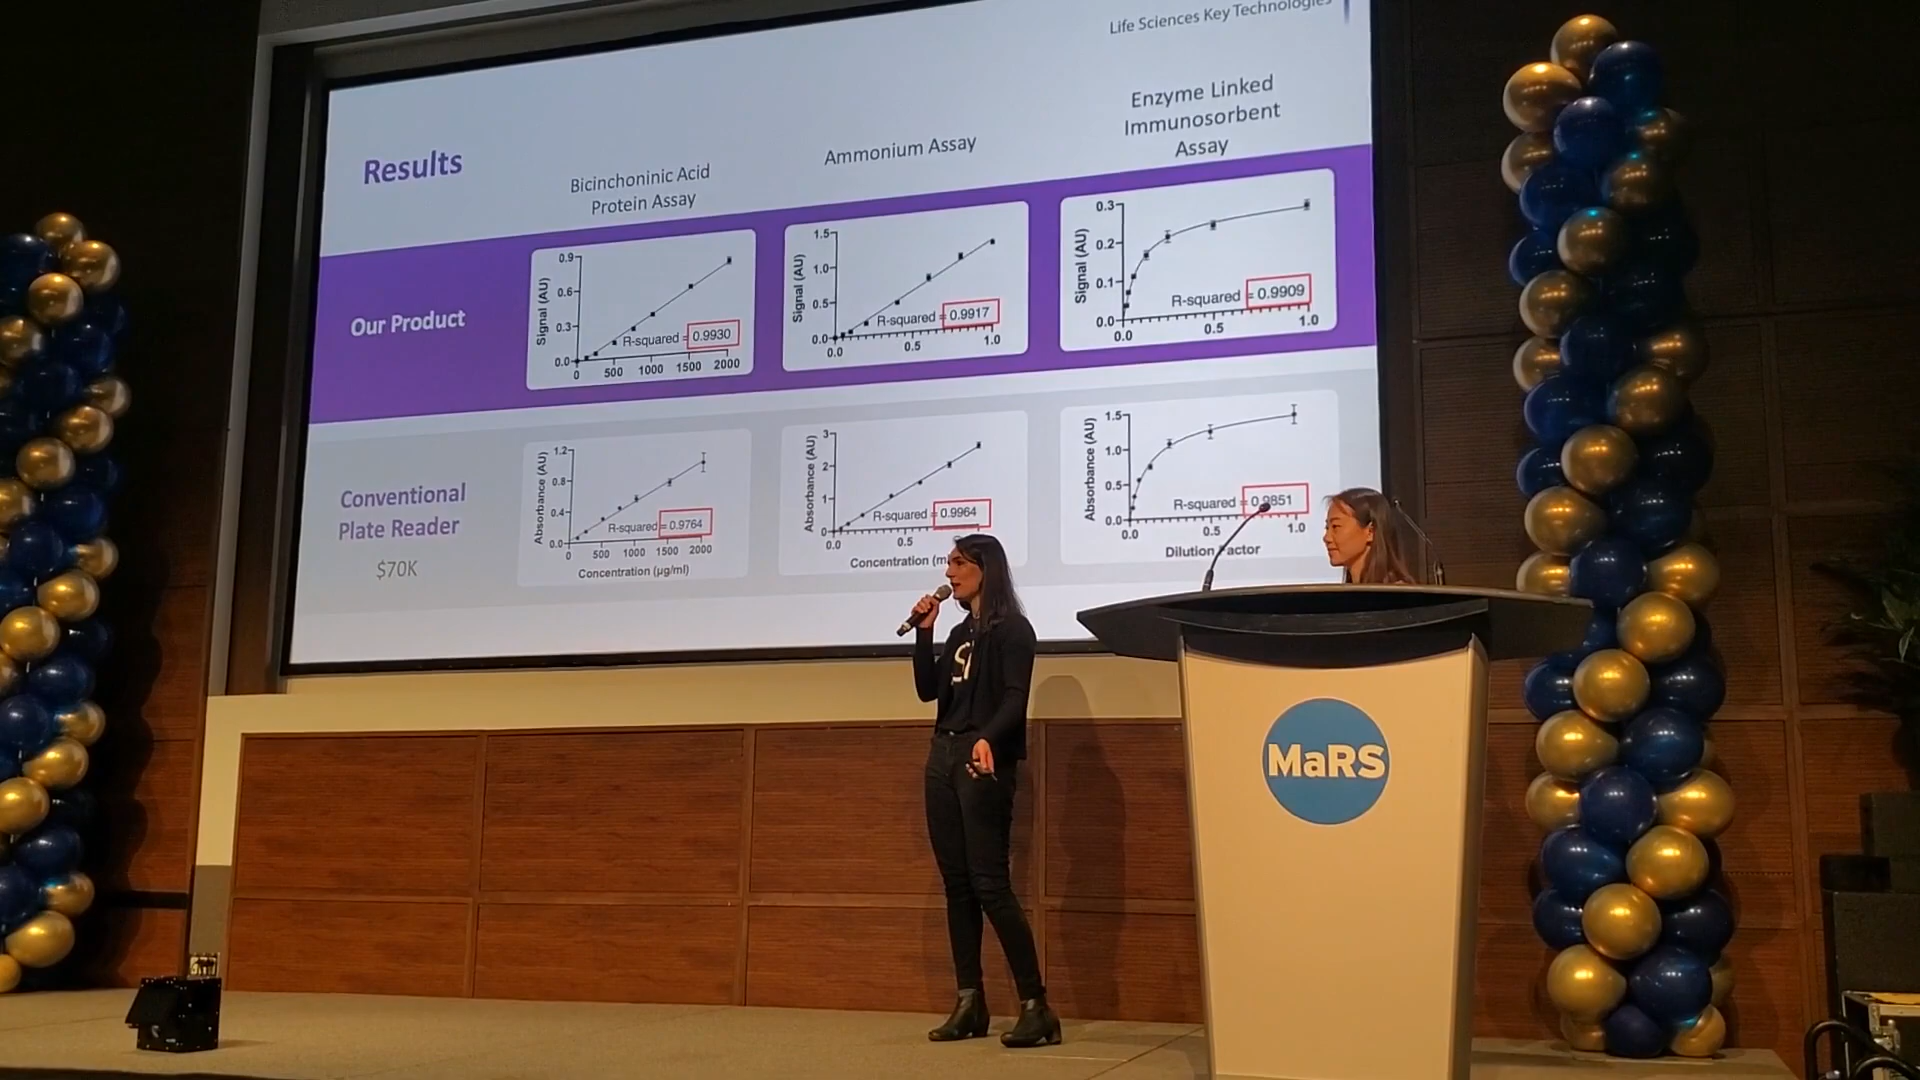 Life Sciences Key Technologies
Results
Bicinchoninic Acid
Protein Assay
Ammonium Assay
Enzyme Linked
Immunosorbent
Assay
Our Product
Signal (AU)
0.9
0.6
0.3
0.0
R-squared = 0.9930
0 500 1000 1500 2000
Signal (AU)
1.5
1.0
0.5
0.0
R-squared = 0.9917
0.0 0.5 1.0
Signal (AU)
0.3
0.2
0.1
0.0
R-squared = 0.9909
0.0 0.5 1.0
Conventional
Plate Reader
$70K
Absorbance (AU)
1.2
0.8
0.4
0.0
R-squared = 0.9764
0 500 1000 1500 2000
Concentration (µg/ml)
Absorbance (AU)
3
2
1
0
R-squared = 0.9964
0.0 0.5
Concentration (m
Absorbance (AU)
1.5
1.0
0.5
0.0
R-squared = 0.9851
0.0 0.5 1.0
Dilution Factor
MaRS